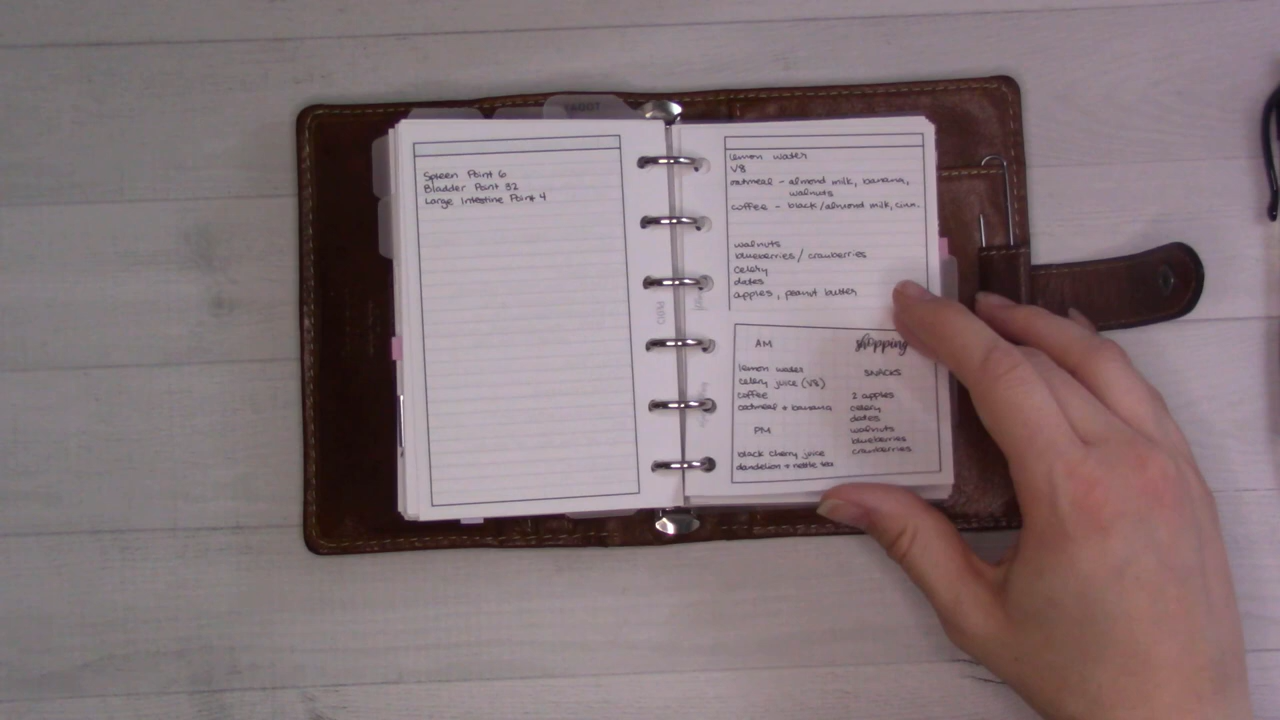 Spleen Point 6
Bladder Point 32
Large Intestine Point 4
lemon water
V8
oatmeal - almond milk, banana,
walnuts
coffee - black/almond milk, cinn.
walnuts
blueberries / cranberries
celery
dates
apples, peanut butter
AM
lemon water
celery juice (V8)
coffee
oatmeal + banana
PM
black cherry juice
dandelion + nettle tea
shopping
SNACKS
2 apples
celery
dates
walnuts
blueberries
cranberries